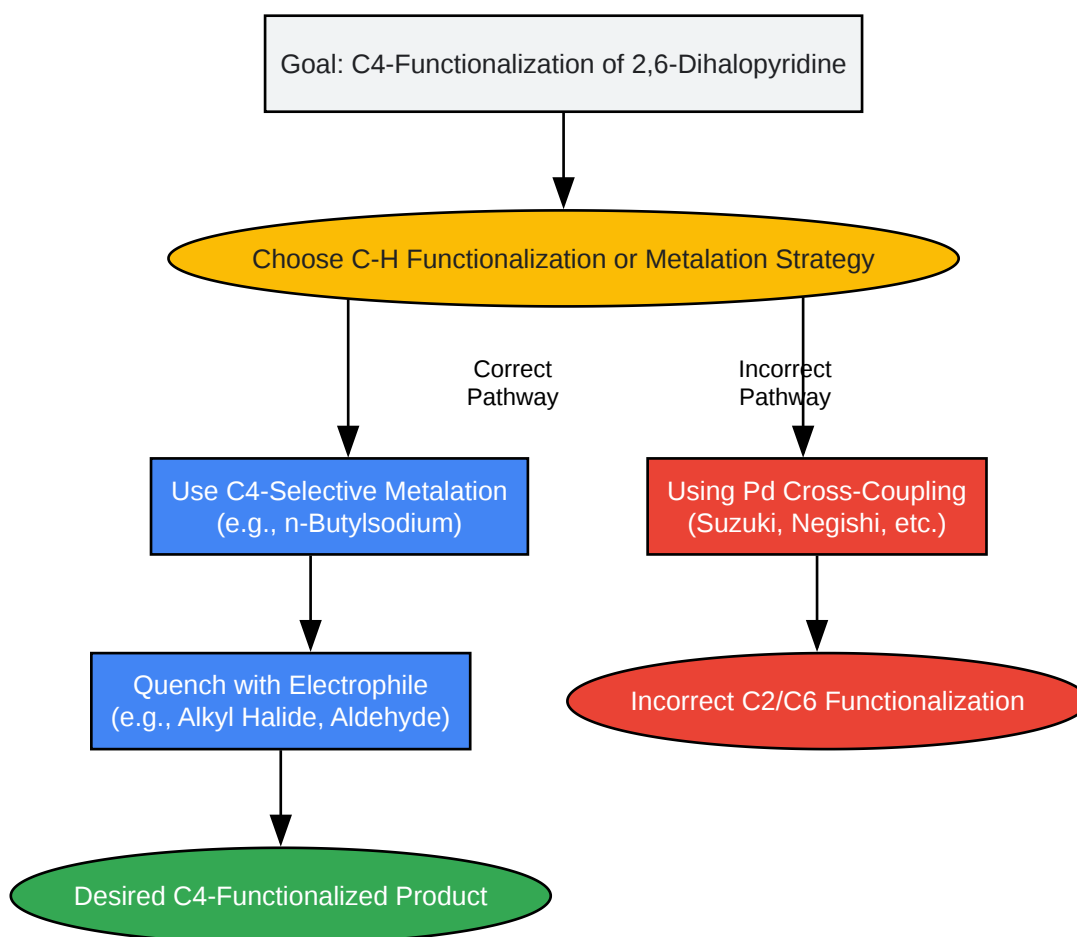 Goal: C4-Functionalization of 2,6-Dihalopyridine
Choose C-H Functionalization or Metalation Strategy
Correct
Pathway
Incorrect
Pathway
Use C4-Selective Metalation
(e.g., n-Butylsodium)
Using Pd Cross-Coupling
(Suzuki, Negishi, etc.)
Quench with Electrophile
(e.g., Alkyl Halide, Aldehyde)
Incorrect C2/C6 Functionalization
Desired C4-Functionalized Product